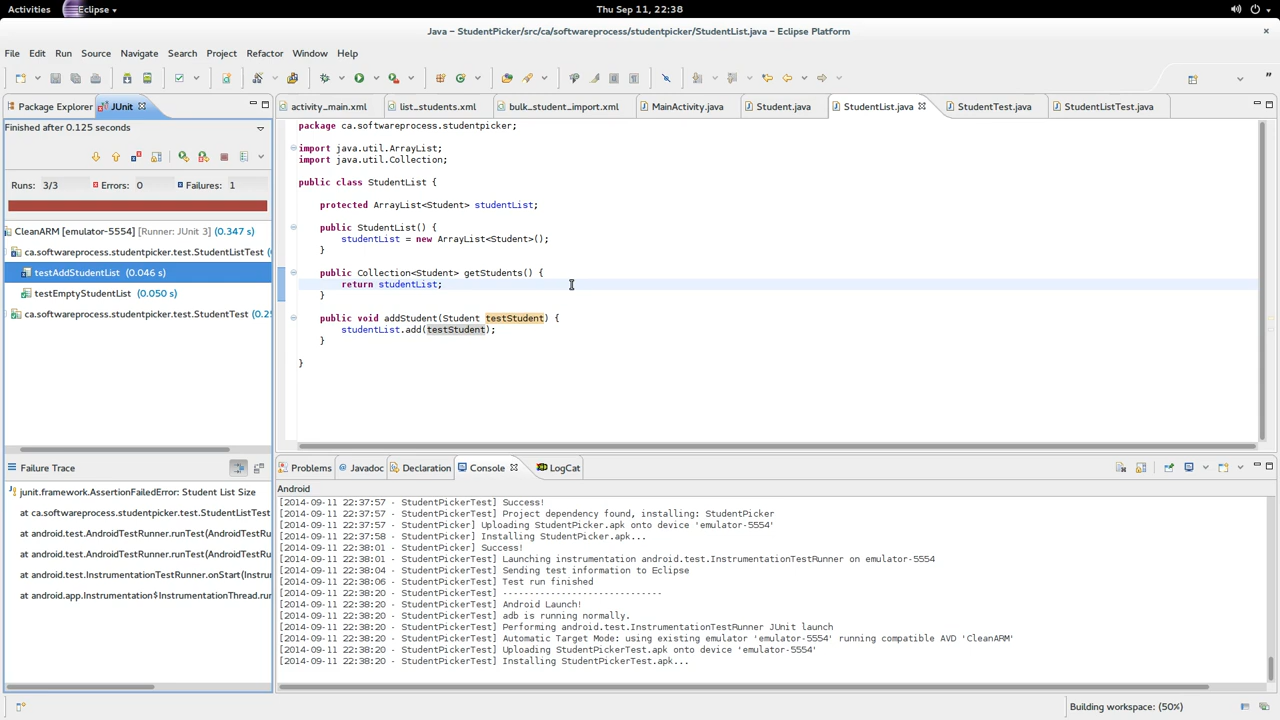 Activities
Eclipse
Thu Sep 11, 22:38
Java – StudentPicker/src/ca/softwareprocess/studentpicker/StudentList.java – Eclipse Platform
File Edit Run Source Navigate Search Project Refactor Window Help
Package Expl​orer
JUnit
activity_main.xml
list_students.xml
bulk_student_import.xml
MainActivity.java
Student.java
StudentList.java
StudentTest.java
StudentListTest.java
Finished after 0.125 seconds
Runs: 3/3 Errors: 0 Failures: 1
CleanARM [emulator-5554] [Runner: JUnit 3] (0.347 s)
ca.softwareprocess.studentpicker.test.StudentListTest
testAddStudentList (0.046 s)
testEmptyStudentList (0.050 s)
ca.softwareprocess.studentpicker.test.StudentTest (0.25
package ca.softwareprocess.studentpicker;
import java.util.ArrayList;
import java.util.Collection;
public class StudentList {
protected ArrayList<Student> studentList;
public StudentList() {
studentList = new ArrayList<Student>();
}
public Collection<Student> getStudents() {
return studentList;
}
public void addStudent(Student testStudent) {
studentList.add(testStudent);
}
}
Failure Trace
junit.framework.AssertionFailedError: Student List Size
at ca.softwareprocess.studentpicker.test.StudentListTest
at android.test.AndroidTestRunner.runTest(AndroidTestRu
at android.test.AndroidTestRunner.runTest(AndroidTestRu
at android.test.InstrumentationTestRunner.onStart(Instru
at android.app.Instrumentation$InstrumentationThread.ru
Problems
Javadoc
Declaration
Console
LogCat
Android
[2014-09-11 22:37:57 - StudentPickerTest] Success!
[2014-09-11 22:37:57 - StudentPickerTest] Project dependency found, installing: StudentPicker
[2014-09-11 22:37:57 - StudentPicker] Uploading StudentPicker.apk onto device 'emulator-5554'
[2014-09-11 22:37:58 - StudentPicker] Installing StudentPicker.apk...
[2014-09-11 22:38:01 - StudentPicker] Success!
[2014-09-11 22:38:01 - StudentPickerTest] Launching instrumentation android.test.InstrumentationTestRunner on emulator-5554
[2014-09-11 22:38:04 - StudentPickerTest] Sending test information to Eclipse
[2014-09-11 22:38:06 - StudentPickerTest] Test run finished
[2014-09-11 22:38:20 - StudentPickerTest] ------------------------------
[2014-09-11 22:38:20 - StudentPickerTest] Android Launch!
[2014-09-11 22:38:20 - StudentPickerTest] adb is running normally.
[2014-09-11 22:38:20 - StudentPickerTest] Performing android.test.InstrumentationTestRunner JUnit launch
[2014-09-11 22:38:20 - StudentPickerTest] Automatic Target Mode: using existing emulator 'emulator-5554' running compatible AVD 'CleanARM'
[2014-09-11 22:38:20 - StudentPickerTest] Uploading StudentPickerTest.apk onto device 'emulator-5554'
[2014-09-11 22:38:20 - StudentPickerTest] Installing StudentPickerTest.apk...
Building workspace: (50%)